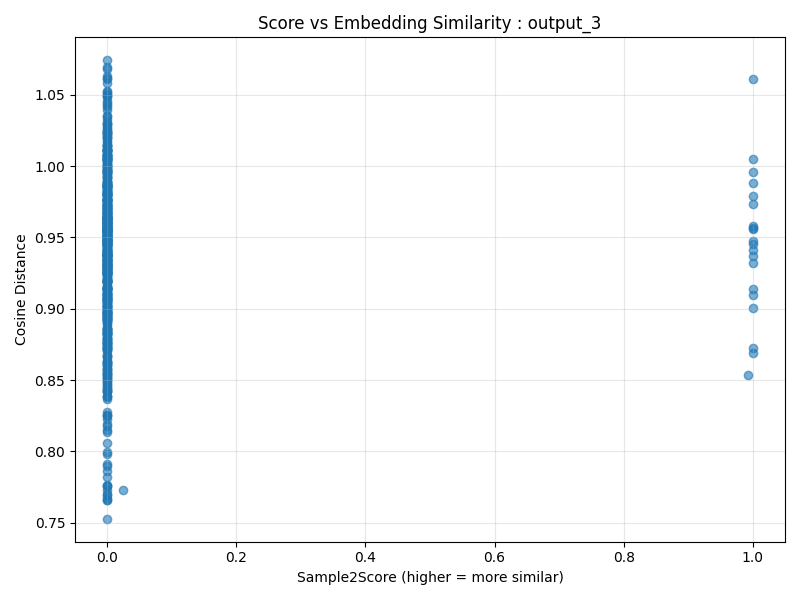 Score vs Embedding Similarity : output_3
Cosine Distance
1.05
1.00
0.95
0.90
0.85
0.80
0.75
0.0 0.2 0.4 0.6 0.8 1.0
Sample2Score (higher = more similar)